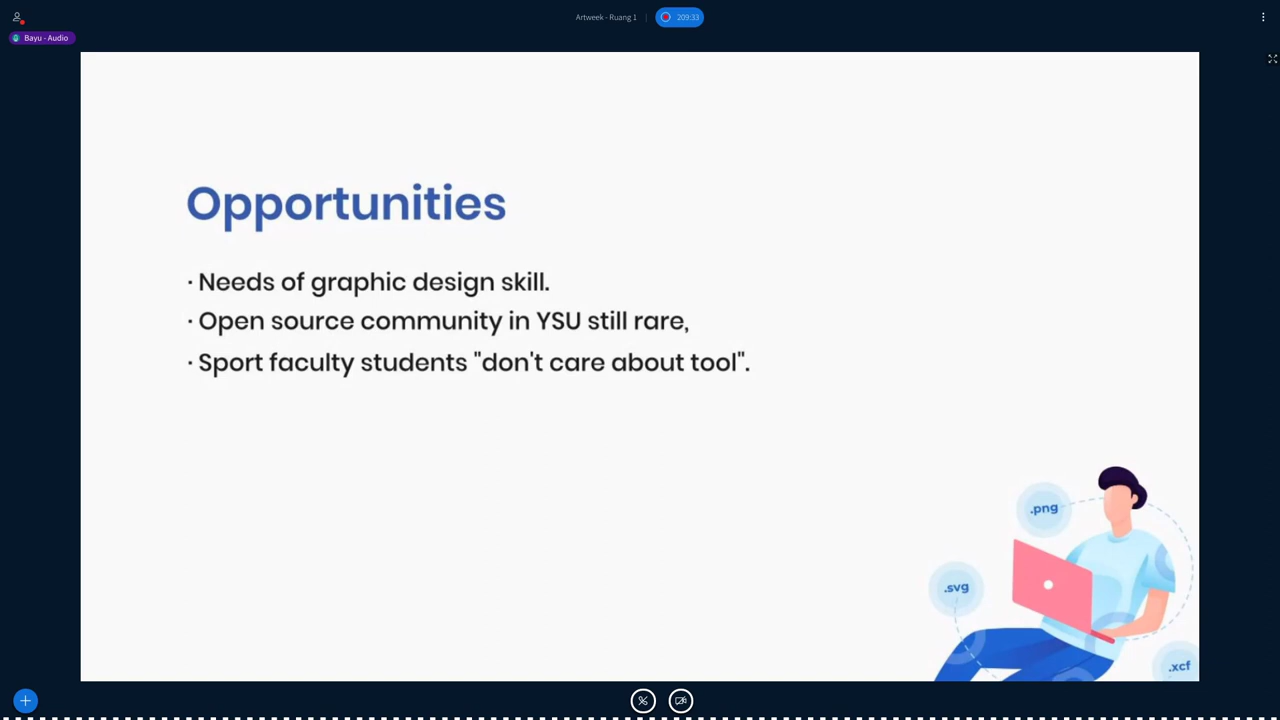 Artweek - Ruang 1
209:33
Bayu - Audio
Opportunities
· Needs of graphic design skill.
· Open source community in YSU still rare,
· Sport faculty students "don't care about tool".
.png
.svg
.xcf